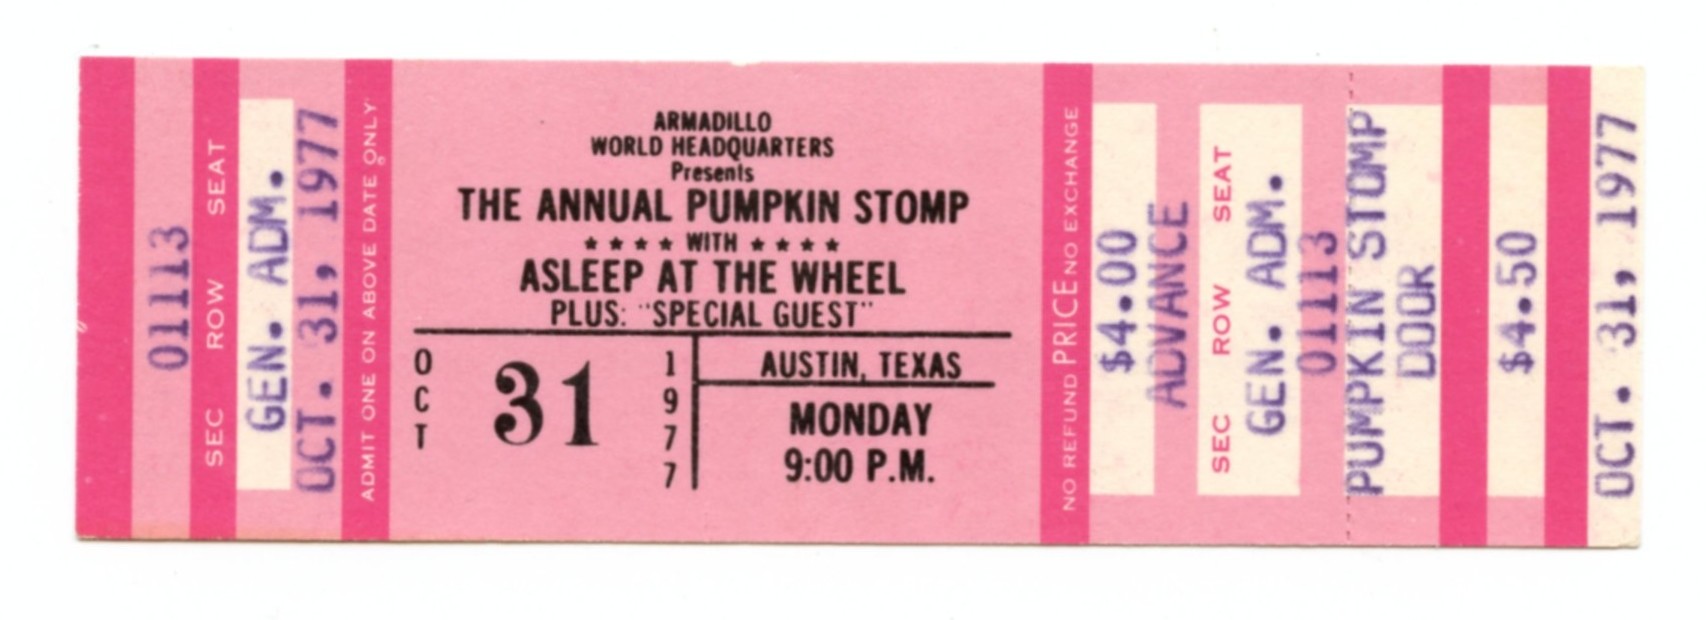 01113
SEC ROW SEAT
GEN. ADM.
OCT. 31, 1977
ADMIT ONE ON ABOVE DATE ONLY
ARMADILLO
WORLD HEADQUARTERS
Presents
THE ANNUAL PUMPKIN STOMP
★★★★ WITH ★★★★
ASLEEP AT THE WHEEL
PLUS: "SPECIAL GUEST"
OCT 31 1977
AUSTIN, TEXAS
MONDAY
9:00 P.M.
NO REFUND PRICE NO EXCHANGE
$4.00
ADVANCE
SEC ROW SEAT
GEN. ADM.
01113
PUMPKIN STOMP
DOOR
$4.50
OCT. 31, 1977